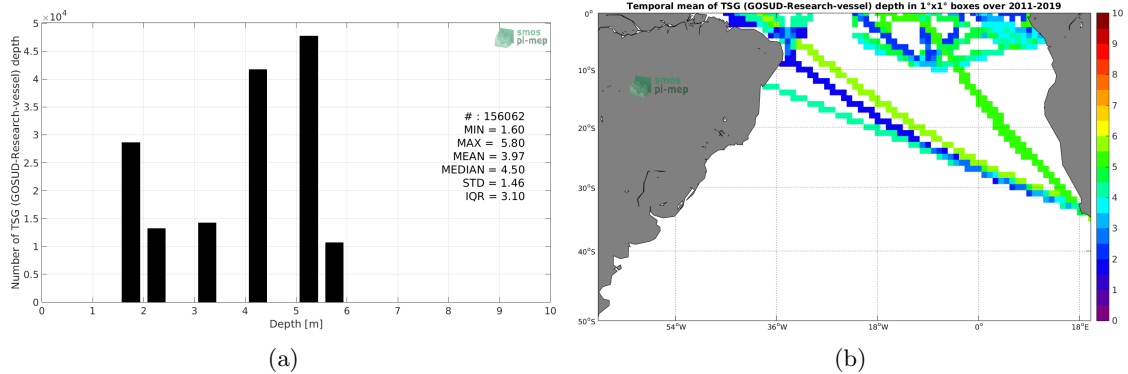 ×10⁴
5
4.5
4
3.5
3
2.5
2
1.5
1
0.5
0
Number of TSG (GOSUD-Research-vessel) depth
smos
pi-mep
# : 156062
MIN = 1.60
MAX = 5.80
MEAN = 3.97
MEDIAN = 4.50
STD = 1.46
IQR = 3.10
0 1 2 3 4 5 6 7 8 9 10
Depth [m]
(a)
Temporal mean of TSG (GOSUD-Research-vessel) depth in 1°x1° boxes over 2011-2019
0°
10°S
20°S
30°S
40°S
50°S
smos
pi-mep
54°W 36°W 18°W 0° 18°E
10
9
8
7
6
5
4
3
2
1
0
(b)